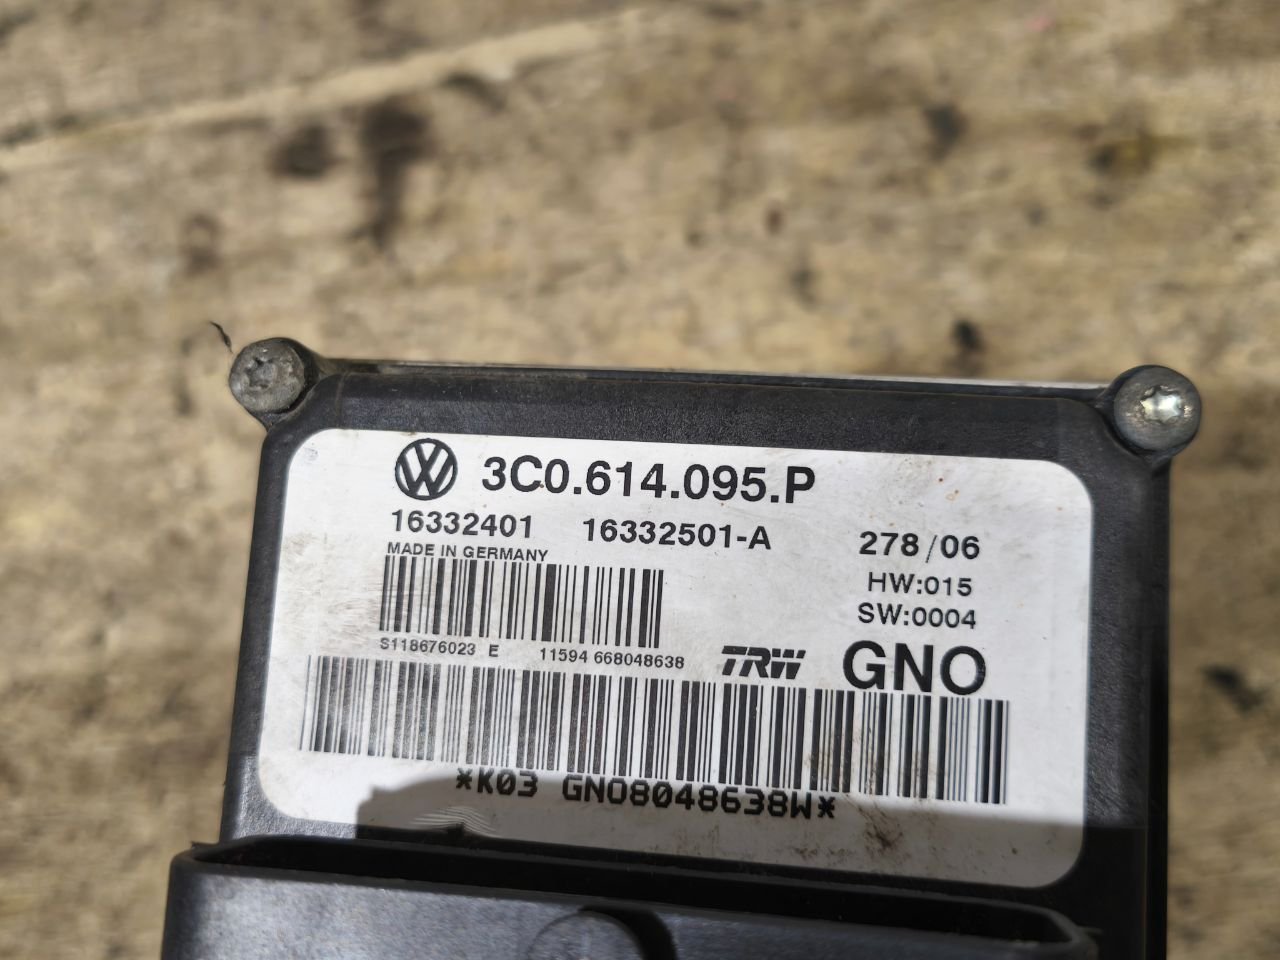 3C0.614.095.P
16332401 16332501-A 278/06
MADE IN GERMANY
HW:015
SW:0004
S118676023 E 11594 668048638 TRW GNO
*K03 GNO8048638W*